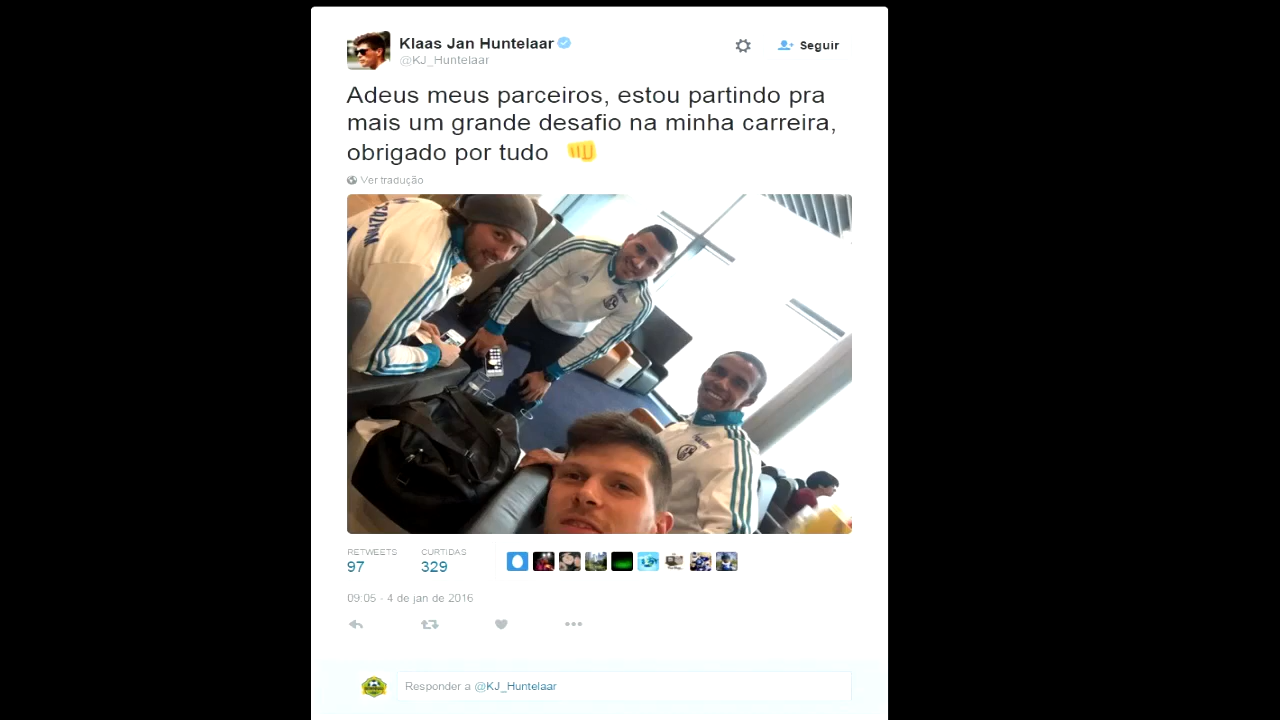 Klaas Jan Huntelaar
Seguir
@KJ_Huntelaar
Adeus meus parceiros, estou partindo pra
mais um grande desafio na minha carreira,
obrigado por tudo 👊
Ver tradução
GAZPROM
RETWEETS
CURTIDAS
97
329
09:05 - 4 de jan de 2016
Responder a @KJ_Huntelaar